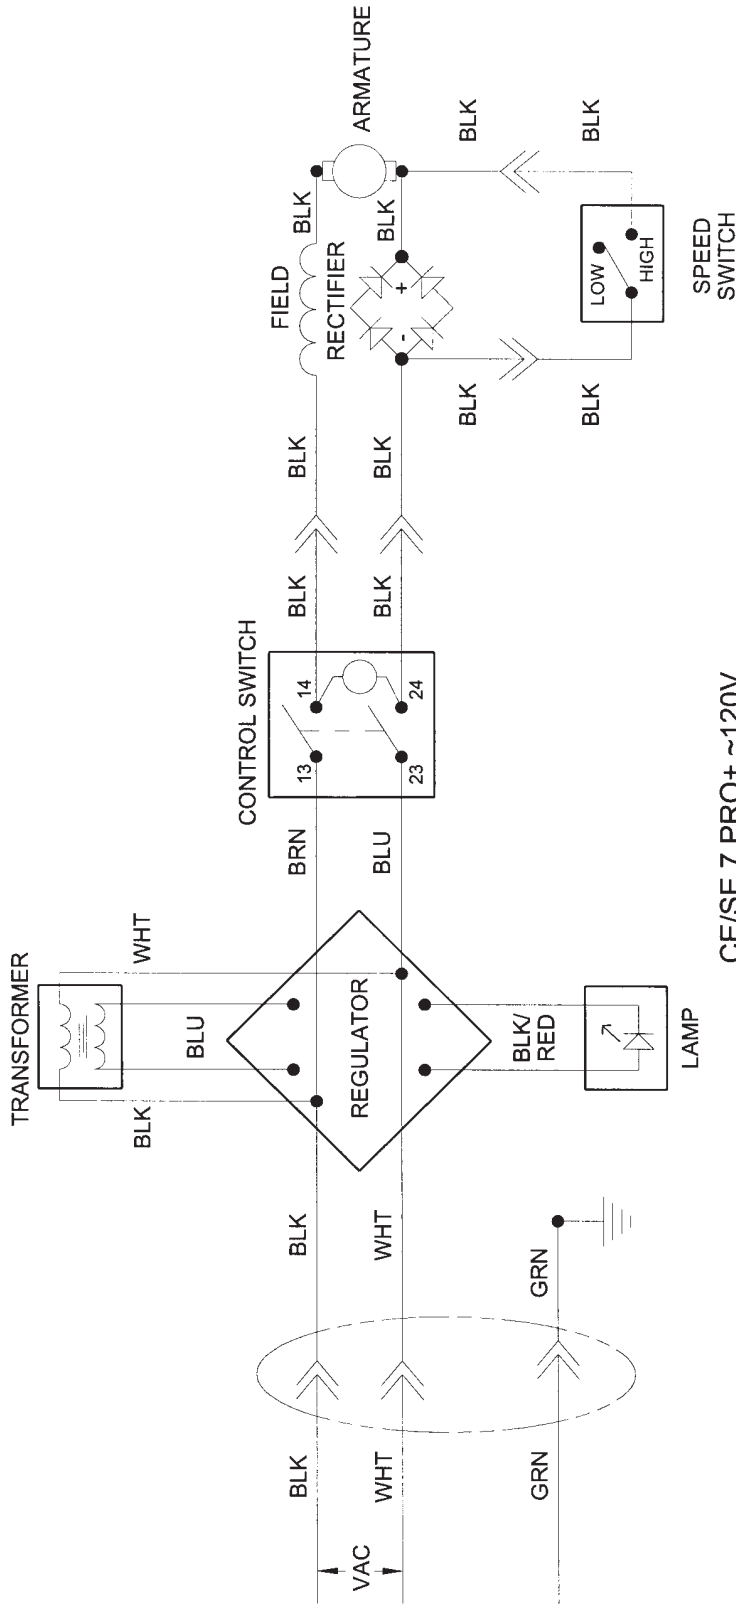 TRANSFORMER
BLK
BLU
WHT
CONTROL SWITCH
13
14
23
24
BLK
BLK
BRN
BLK
BLK
FIELD
BLK
ARMATURE
VAC
REGULATOR
RECTIFIER
-
+
WHT
WHT
BLU
BLK
BLK
BLK
GRN
GRN
BLK/
RED
LAMP
BLK
BLK
BLK
BLK
LOW
HIGH
SPEED
SWITCH
CE/SE 7 PRO+ ~120V